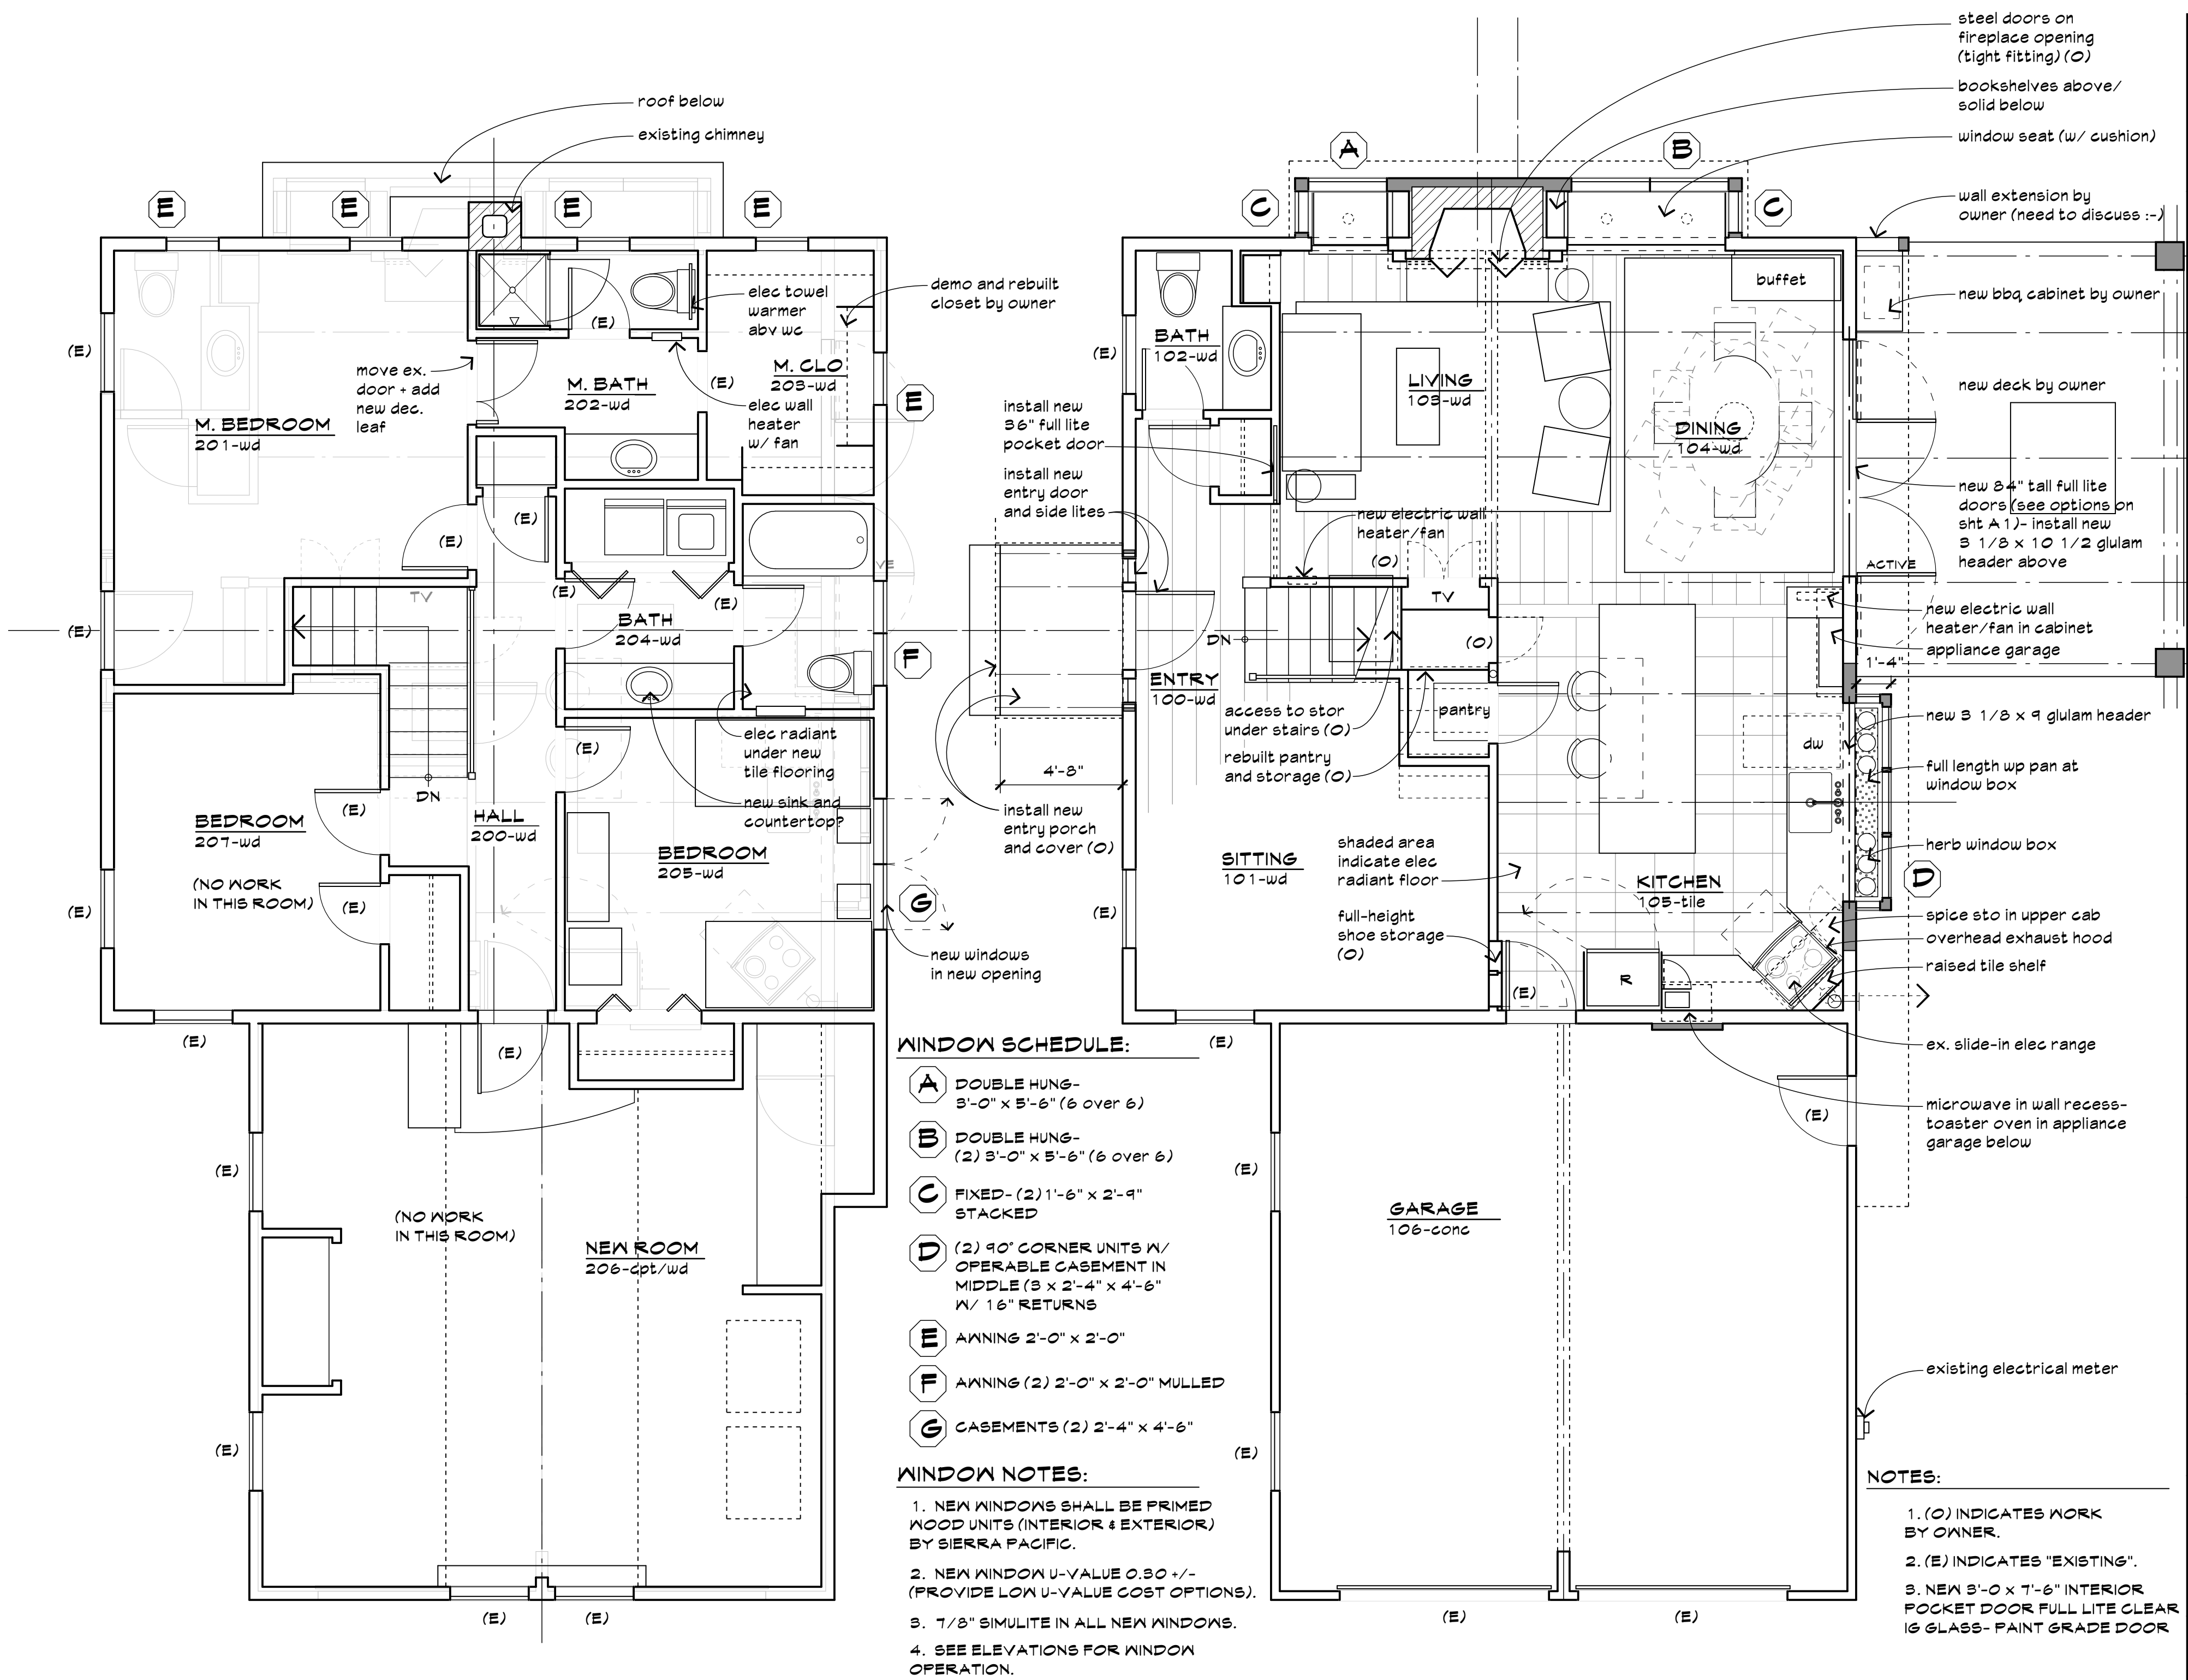 roof below
existing chimney
E
E
E
E
(E)
elec towel
warmer
abv wc
demo and rebuilt
closet by owner
(E)
move ex.
door + add
new dec.
leaf
M. BATH
202-wd
(E)
M. CLO
203-wd
E
elec wall
heater
w/ fan
M. BEDROOM
201-wd
(E)
(E)
VE
TV
(E)
(E)
BATH
204-wd
(E)
F
elec radiant
under new
tile flooring
(E)
new sink and
countertop?
DN
(E)
BEDROOM
207-wd
(NO WORK
IN THIS ROOM)
HALL
200-wd
BEDROOM
205-wd
(E)
(E)
G
new windows
in new opening
(E)
(E)
(E)
(NO WORK
IN THIS ROOM)
NEW ROOM
206-cpt/wd
(E)
(E)
(E)
steel doors on
fireplace opening
(tight fitting) (O)
bookshelves above/
solid below
window seat (w/ cushion)
A
B
C
C
wall extension by
owner (need to discuss :-)
buffet
new bbq cabinet by owner
BATH
102-wd
(E)
LIVING
103-wd
DINING
104-wd
new deck by owner
install new
36" full lite
pocket door
install new
entry door
and side lites
new electric wall
heater/fan
(O)
new 84" tall full lite
doors (see options on
sht A1)- install new
3 1/8 x 10 1/2 glulam
header above
ACTIVE
TV
new electric wall
heater/fan in cabinet
appliance garage
1'-4"
DN
(O)
ENTRY
100-wd
access to stor
under stairs (O)
pantry
rebuilt pantry
and storage (O)
4'-8"
install new
entry porch
and cover (O)
new 3 1/8 x 9 glulam header
dw
full length wp pan at
window box
herb window box
D
SITTING
101-wd
shaded area
indicate elec
radiant floor
KITCHEN
105-tile
full-height
shoe storage
(O)
(E)
spice sto in upper cab
overhead exhaust hood
raised tile shelf
R
(E)
(E)
ex. slide-in elec range
microwave in wall recess-
toaster oven in appliance
garage below
(E)
(E)
GARAGE
106-conc
existing electrical meter
(E)
(E)
(E)
WINDOW SCHEDULE:
A DOUBLE HUNG-
3'-0" x 5'-6" (6 over 6)
B DOUBLE HUNG-
(2) 3'-0" x 5'-6" (6 over 6)
C FIXED- (2) 1'-6" x 2'-9"
STACKED
D (2) 90° CORNER UNITS W/
OPERABLE CASEMENT IN
MIDDLE (3 x 2'-4" x 4'-6"
W/ 16" RETURNS
E AWNING 2'-0" x 2'-0"
F AWNING (2) 2'-0" x 2'-0" MULLED
G CASEMENTS (2) 2'-4" x 4'-6"
WINDOW NOTES:
1. NEW WINDOWS SHALL BE PRIMED
WOOD UNITS (INTERIOR & EXTERIOR)
BY SIERRA PACIFIC.
2. NEW WINDOW U-VALUE 0.30 +/-
(PROVIDE LOW U-VALUE COST OPTIONS).
3. 7/8" SIMULITE IN ALL NEW WINDOWS.
4. SEE ELEVATIONS FOR WINDOW
OPERATION.
NOTES:
1. (O) INDICATES WORK
BY OWNER.
2. (E) INDICATES "EXISTING".
3. NEW 3'-0 x 7'-6" INTERIOR
POCKET DOOR FULL LITE CLEAR
IG GLASS- PAINT GRADE DOOR